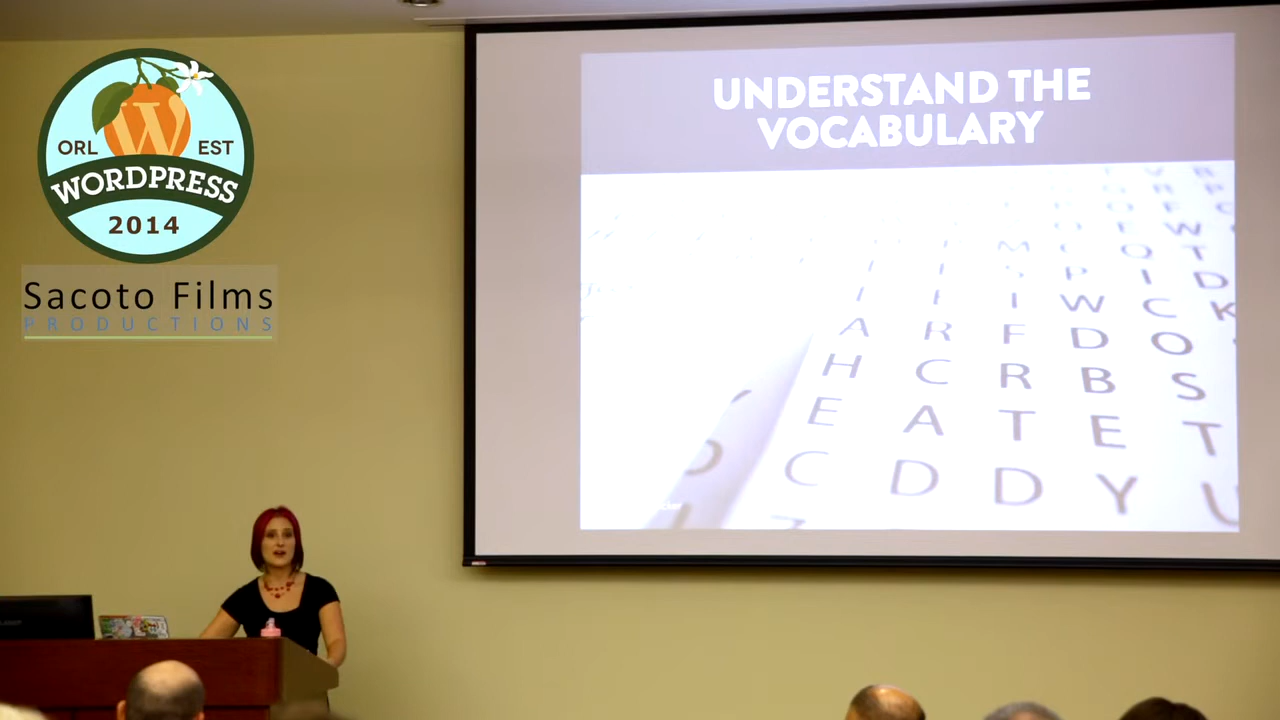 ORL EST
WORDPRESS
2014
Sacoto Films
PRODUCTIONS
UNDERSTAND THE
VOCABULARY
M C Q T
I I P I D
I F I W C K
A R F D O
H C R B S
E A T E T
C D D Y U